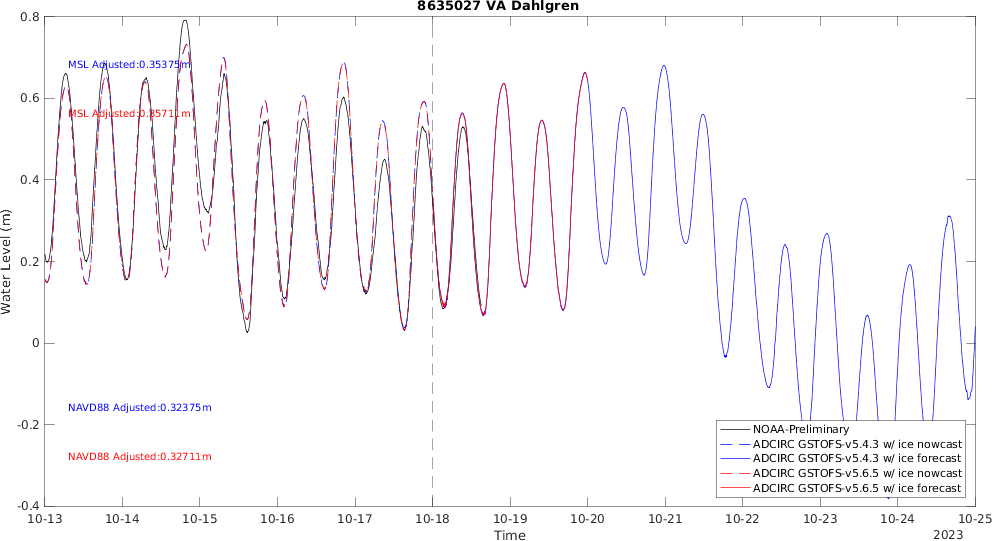 8635027 VA Dahlgren
0.8
0.6
0.4
0.2
0
-0.2
-0.4
Water Level (m)
MSL Adjusted:0.35375m
MSL Adjusted:0.35711m
NAVD88 Adjusted:0.32375m
NAVD88 Adjusted:0.32711m
NOAA-Preliminary
ADCIRC GSTOFS-v5.4.3 w/ ice nowcast
ADCIRC GSTOFS-v5.4.3 w/ ice forecast
ADCIRC GSTOFS-v5.6.5 w/ ice nowcast
ADCIRC GSTOFS-v5.6.5 w/ ice forecast
10-13 10-14 10-15 10-16 10-17 10-18 10-19 10-20 10-21 10-22 10-23 10-24 10-25
Time
2023